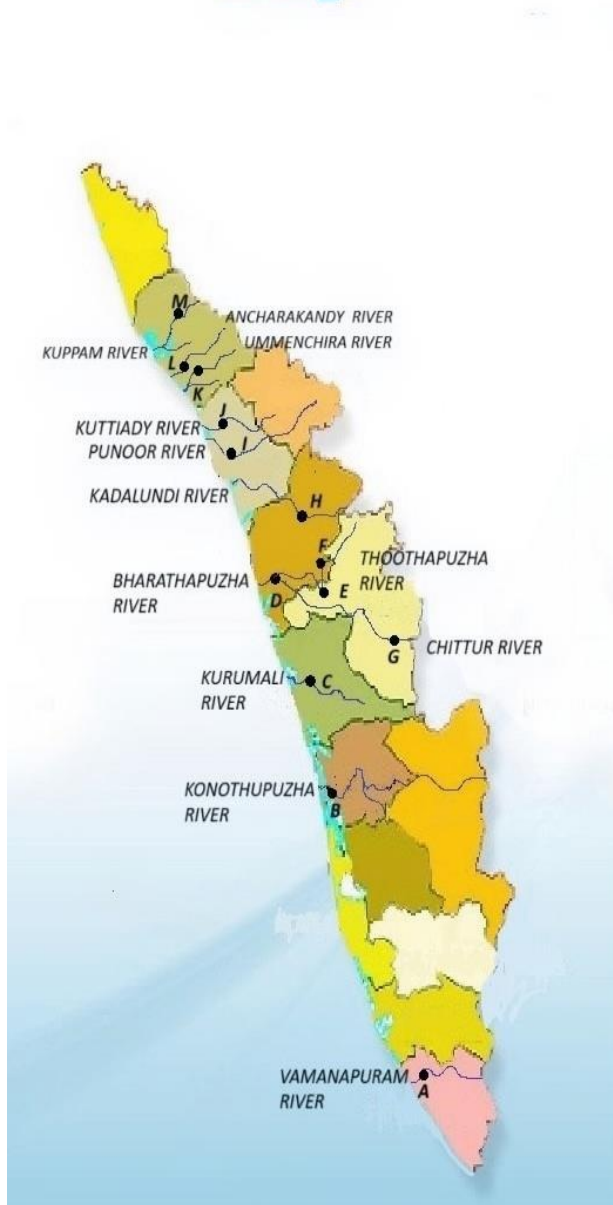 M
ANCHARAKANDY RIVER
UMMENCHIRA RIVER
KUPPAM RIVER
L
K
J
KUTTIADY RIVER
I
PUNOOR RIVER
KADALUNDI RIVER
H
F
THOOTHAPUZHA
RIVER
BHARATHAPUZHA
RIVER
D
E
G
CHITTUR RIVER
KURUMALI
RIVER
C
KONOTHUPUZHA
RIVER
B
VAMANAPURAM
RIVER
A